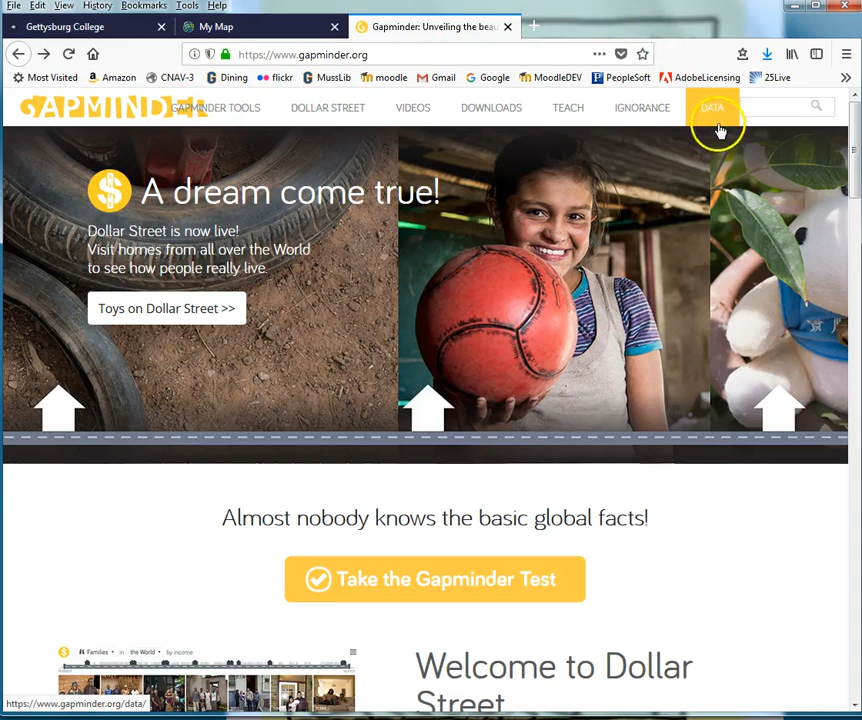 File Edit View History Bookmarks Tools Help
Gettysburg College
My Map
Gapminder: Unveiling the beau
https://www.gapminder.org
Most Visited Amazon CNAV-3 Dining flickr MussLib moodle Gmail Google MoodleDEV PeopleSoft AdobeLicensing 25Live
GAPMINDER GAPMINDER TOOLS DOLLAR STREET VIDEOS DOWNLOADS TEACH IGNORANCE DATA
$ A dream come true!
Dollar Street is now live!
Visit homes from all over the World
to see how people really live.
Toys on Dollar Street >>
Almost nobody knows the basic global facts!
Take the Gapminder Test
Families in the World by income
Welcome to Dollar
Street
https://www.gapminder.org/data/